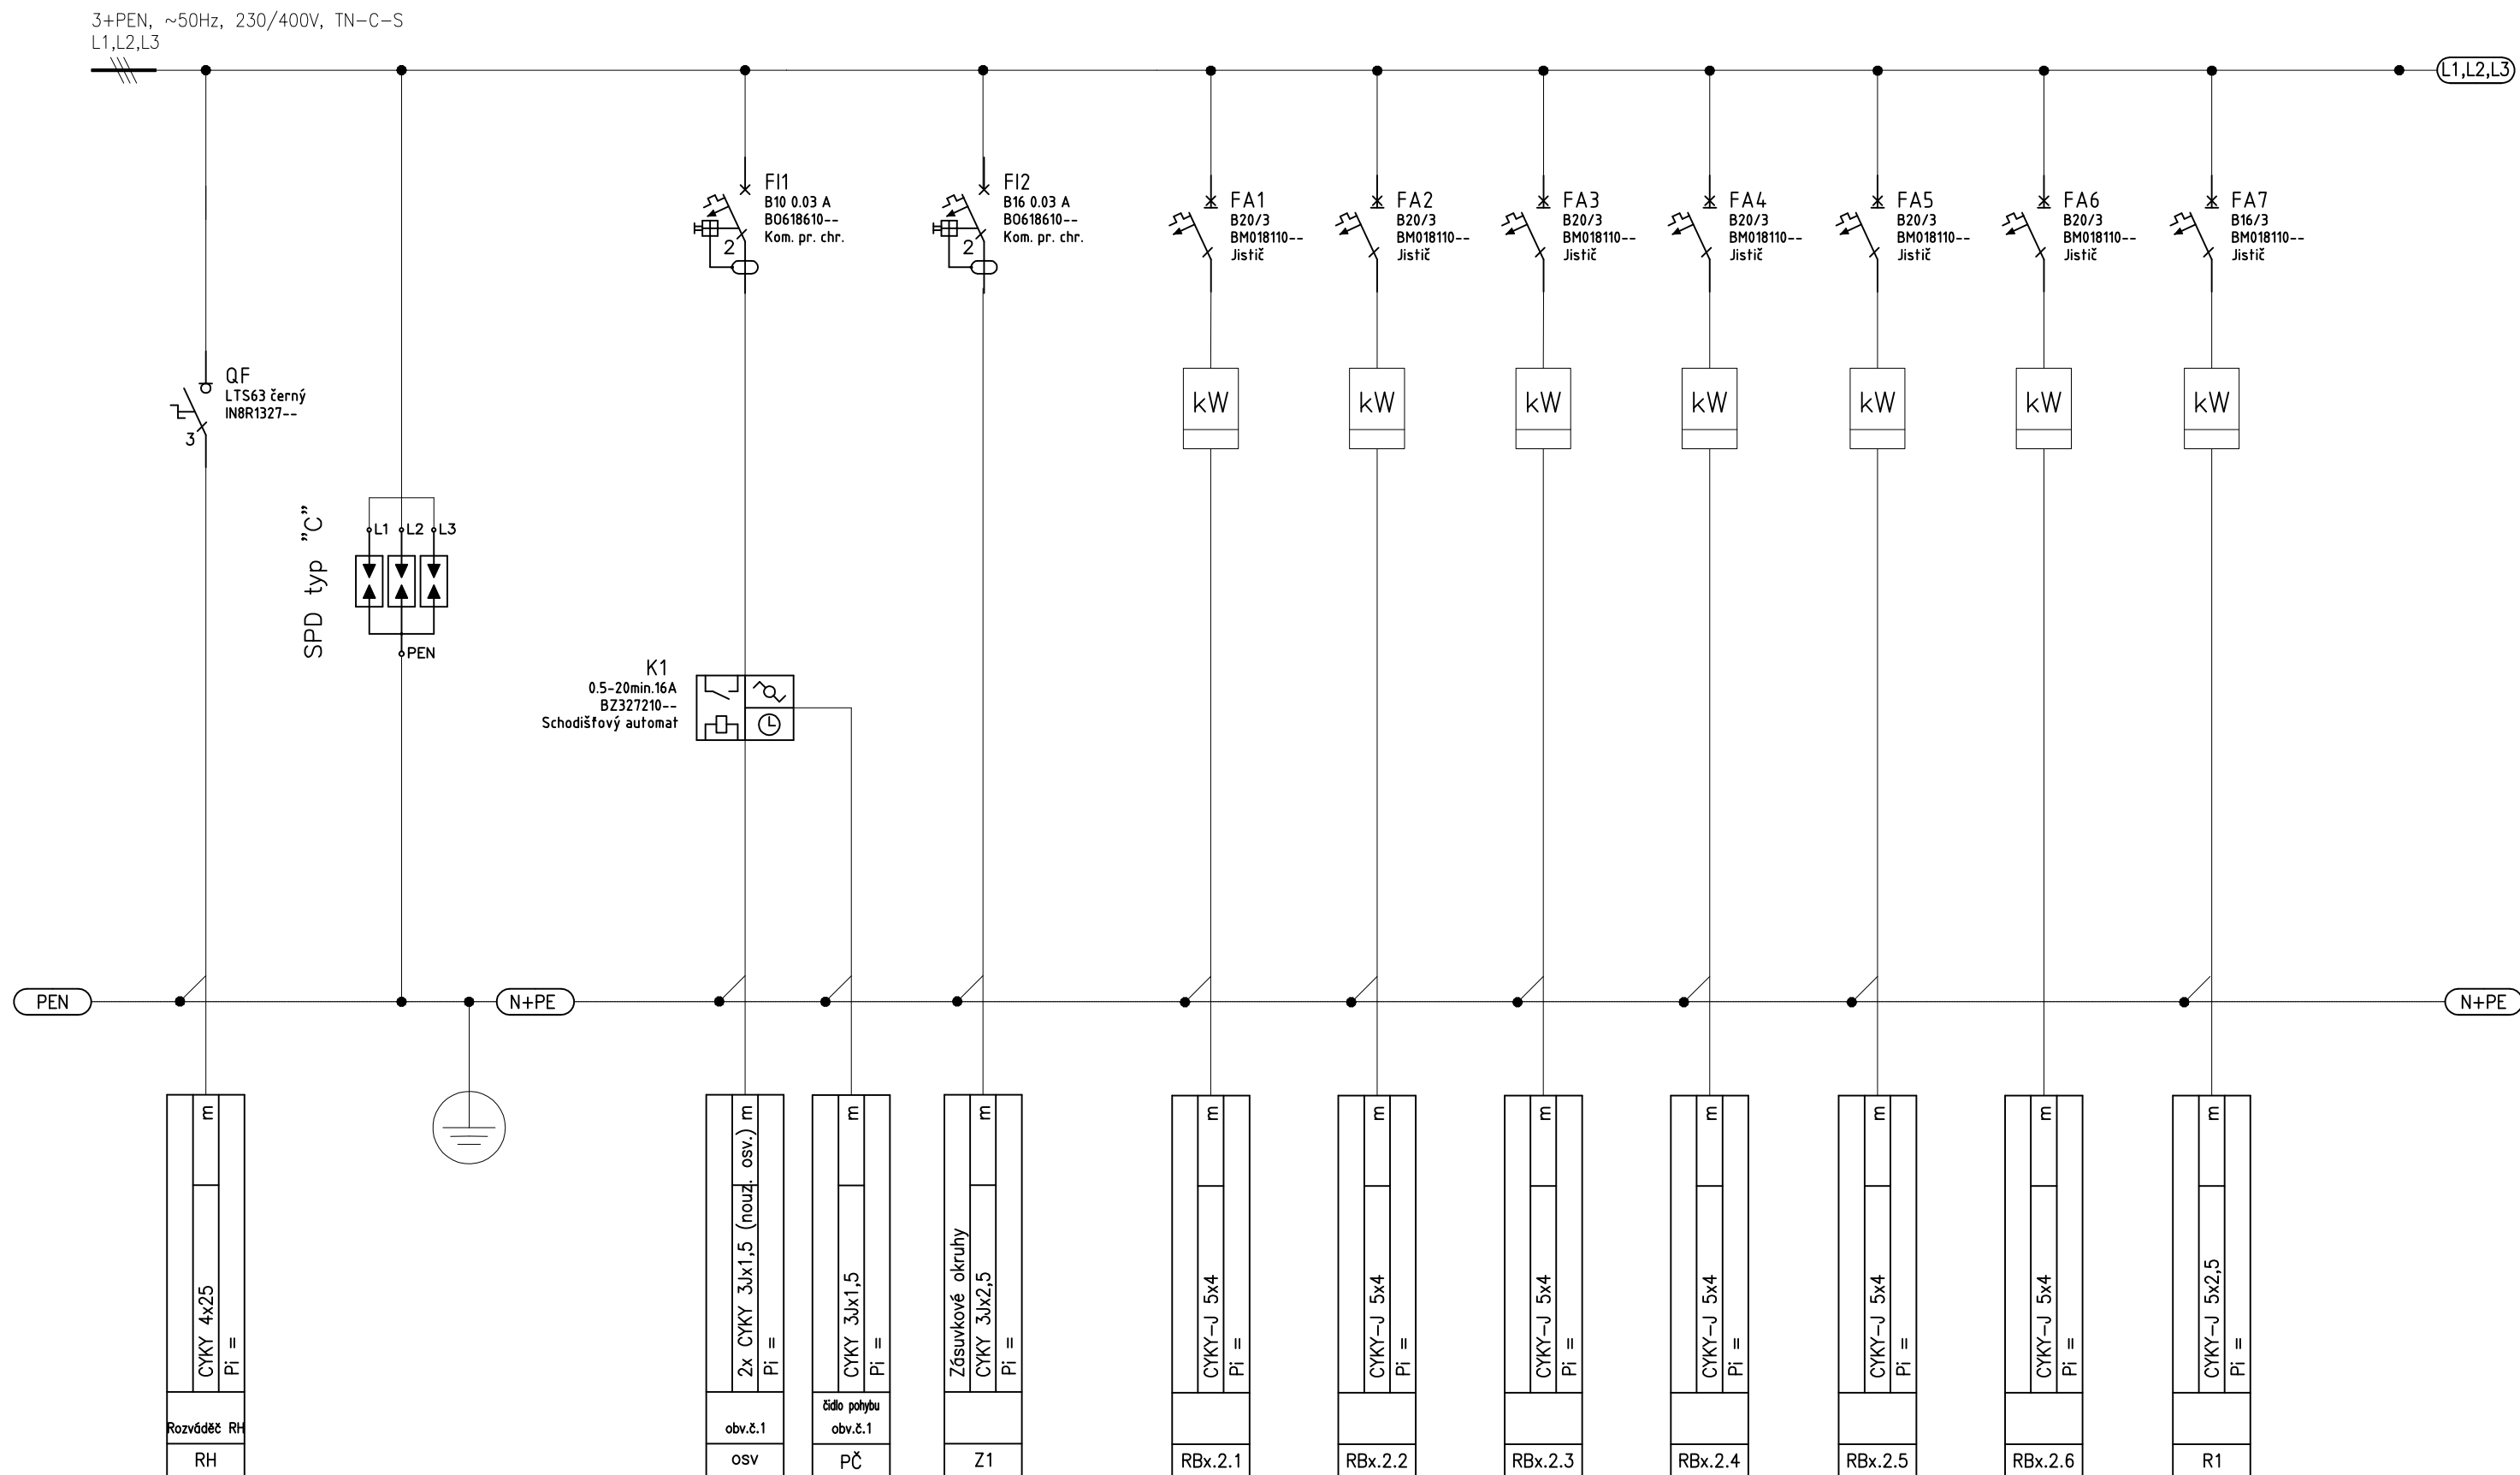 3+PEN, ~50Hz, 230/400V, TN-C-S
L1,L2,L3
L1,L2,L3
QF
LTS63 černý
IN8R1327--
3
SPD typ "C"
L1
L2
L3
PEN
FI1
B10 0.03 A
BO618610--
Kom. pr. chr.
2
FI2
B16 0.03 A
BO618610--
Kom. pr. chr.
2
FA1
B20/3
BM018110--
Jistič
FA2
B20/3
BM018110--
Jistič
FA3
B20/3
BM018110--
Jistič
FA4
B20/3
BM018110--
Jistič
FA5
B20/3
BM018110--
Jistič
FA6
B20/3
BM018110--
Jistič
FA7
B16/3
BM018110--
Jistič
kW
kW
kW
kW
kW
kW
kW
K1
0.5-20min.16A
BZ327210--
Schodišťový automat
PEN
N+PE
N+PE
m
CYKY 4x25
Pi =
Rozváděč RH
RH
m
2x CYKY 3Jx1,5 (nouz. osv.)
Pi =
obv.č.1
osv
m
CYKY 3Jx1,5
Pi =
čidlo pohybu
obv.č.1
PČ
Zásuvkové okruhy
m
CYKY 3Jx2,5
Pi =
Z1
m
CYKY-J 5x4
Pi =
RBx.2.1
m
CYKY-J 5x4
Pi =
RBx.2.2
m
CYKY-J 5x4
Pi =
RBx.2.3
m
CYKY-J 5x4
Pi =
RBx.2.4
m
CYKY-J 5x4
Pi =
RBx.2.5
m
CYKY-J 5x4
Pi =
RBx.2.6
m
CYKY-J 5x2,5
Pi =
R1